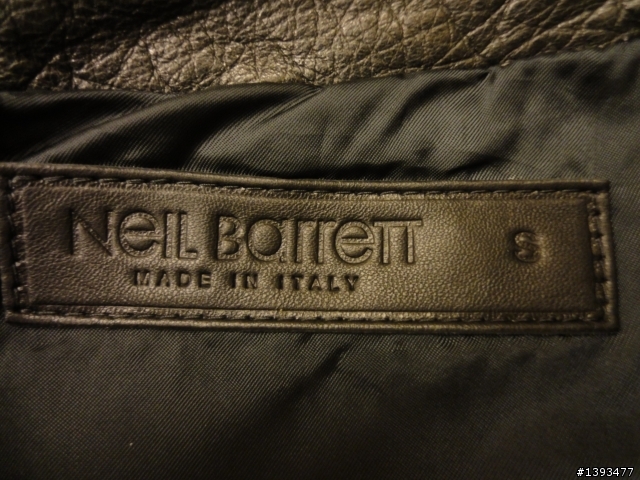 Neil Barrett S
MADE IN ITALY
#1393477